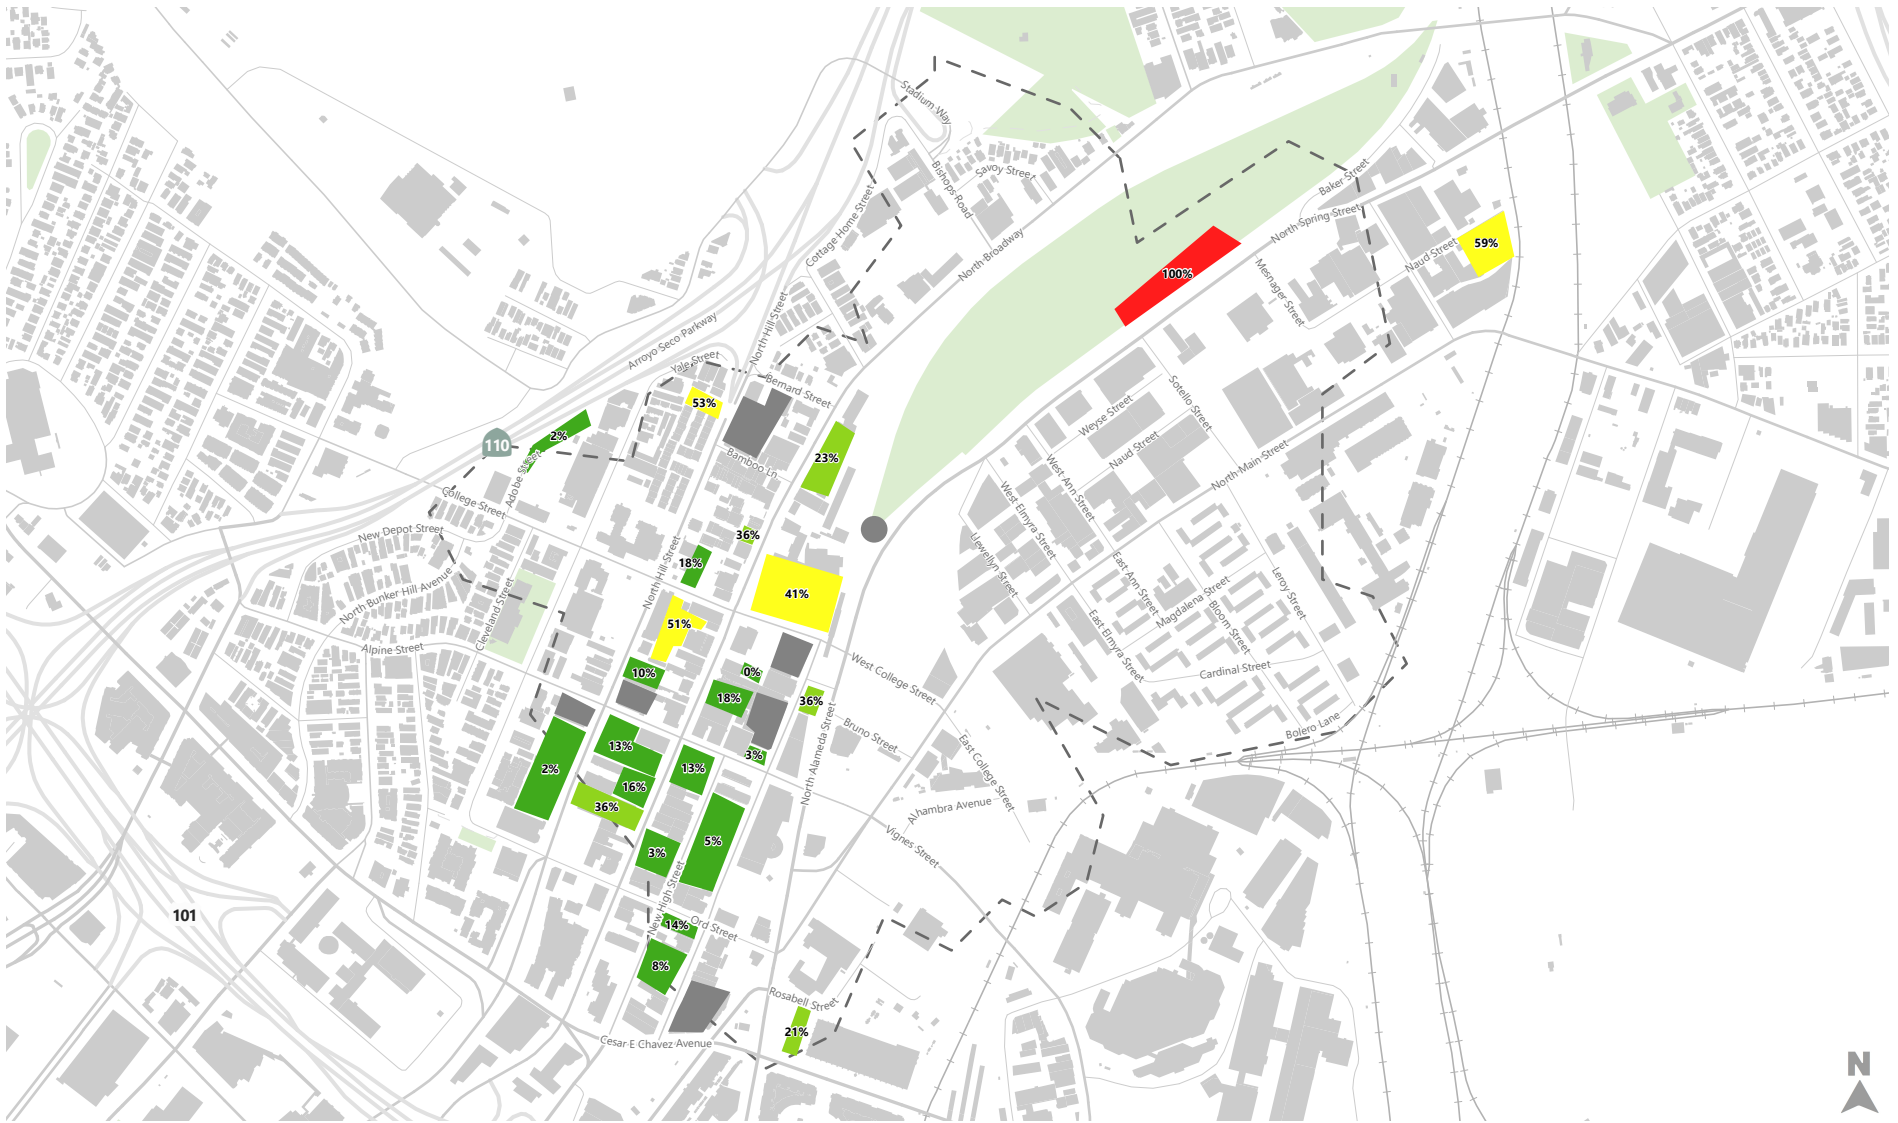 Stadium Way
Savoy Street
Bishops Road
Cottage Home Street
North Broadway
Baker Street
North Spring Street
Naud Street
59%
100%
Mesnager Street
North Hill Street
Arroyo Seco Parkway
Yale Street
Bernard Street
53%
Sotello Street
Weyse Street
Naud Street
North Main Street
110
2%
Adobe Street
Bamboo Ln
23%
College Street
West Ann Street
West Elmyra Street
New Depot Street
36%
18%
North Hill Street
Llewellyn Street
East Ann Street
Magdalena Street
Leroy Street
Bloom Street
North Bunker Hill Avenue
Cleveland Street
41%
51%
East Elmyra Street
Alpine Street
West College Street
Cardinal Street
10%
0%
18%
36%
Bruno Street
North Alameda Street
Bolero Lane
13%
3%
2%
13%
16%
36%
East College Street
Alhambra Avenue
Vignes Street
5%
3%
New High Street
101
14%
Ord Street
8%
Rosabell Street
21%
Cesar E Chavez Avenue
N